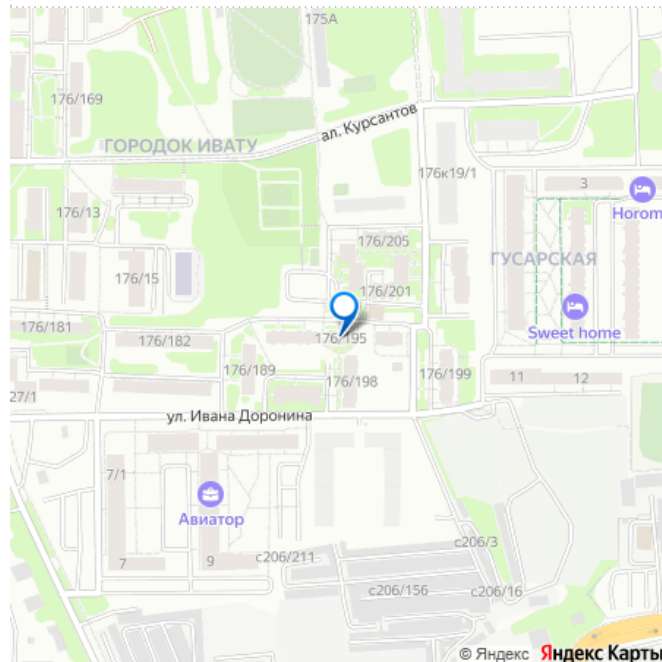 175А
176/169
ал. Курсантов
ГОРОДОК ИВАТУ
176к19/1
3
Horom
176/13
176/205
ГУСАРСКАЯ
176/15
176/201
Sweet home
176/181
176/182
176/195
176/189
176/198
176/199
11
12
27/1
ул. Ивана Доронина
7/1
Авиатор
с206/3
7
9
с206/211
с206/156
с206/16
© Яндекс Яндекс Карты